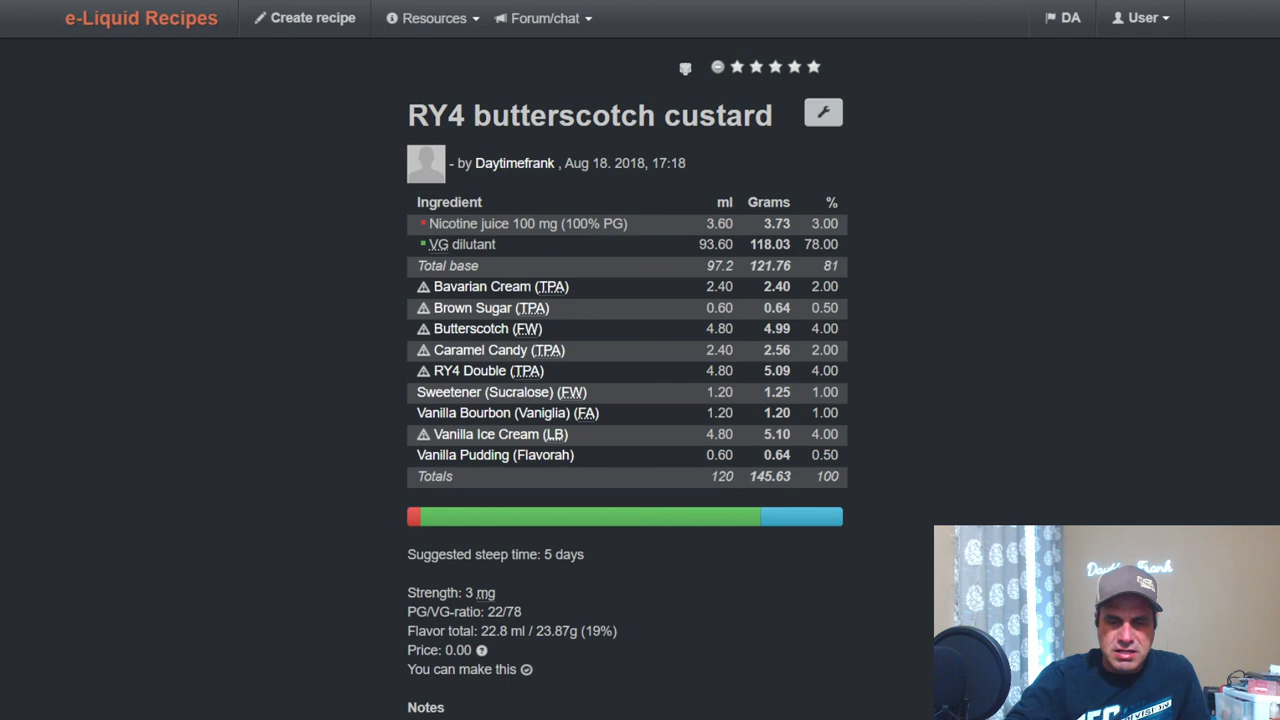 e-Liquid Recipes Create recipe Resources Forum/chat DA User
RY4 butterscotch custard
- by Daytimefrank , Aug 18. 2018, 17:18
Ingredient ml Grams %
Nicotine juice 100 mg (100% PG) 3.60 3.73 3.00
VG dilutant 93.60 118.03 78.00
Total base 97.2 121.76 81
Bavarian Cream (TPA) 2.40 2.40 2.00
Brown Sugar (TPA) 0.60 0.64 0.50
Butterscotch (FW) 4.80 4.99 4.00
Caramel Candy (TPA) 2.40 2.56 2.00
RY4 Double (TPA) 4.80 5.09 4.00
Sweetener (Sucralose) (FW) 1.20 1.25 1.00
Vanilla Bourbon (Vaniglia) (FA) 1.20 1.20 1.00
Vanilla Ice Cream (LB) 4.80 5.10 4.00
Vanilla Pudding (Flavorah) 0.60 0.64 0.50
Totals 120 145.63 100
Suggested steep time: 5 days
Strength: 3 mg
PG/VG-ratio: 22/78
Flavor total: 22.8 ml / 23.87g (19%)
Price: 0.00
You can make this
Notes
Frank
DIVISION